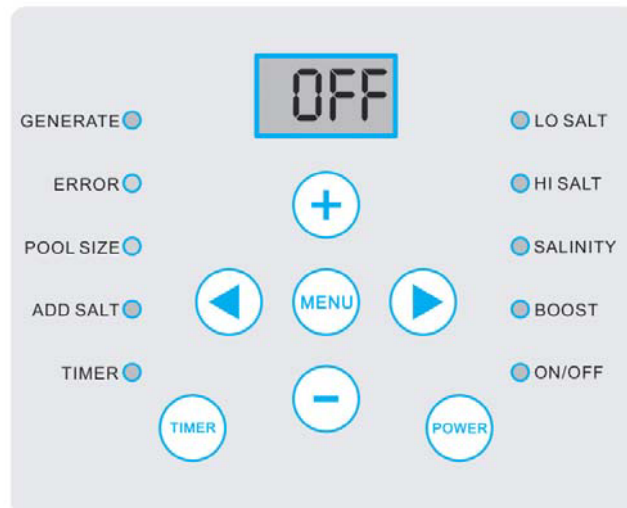 OFF
GENERATE
LO SALT
ERROR
HI SALT
+
POOL SIZE
SALINITY
ADD SALT
MENU
BOOST
TIMER
ON/OFF
−
TIMER
POWER